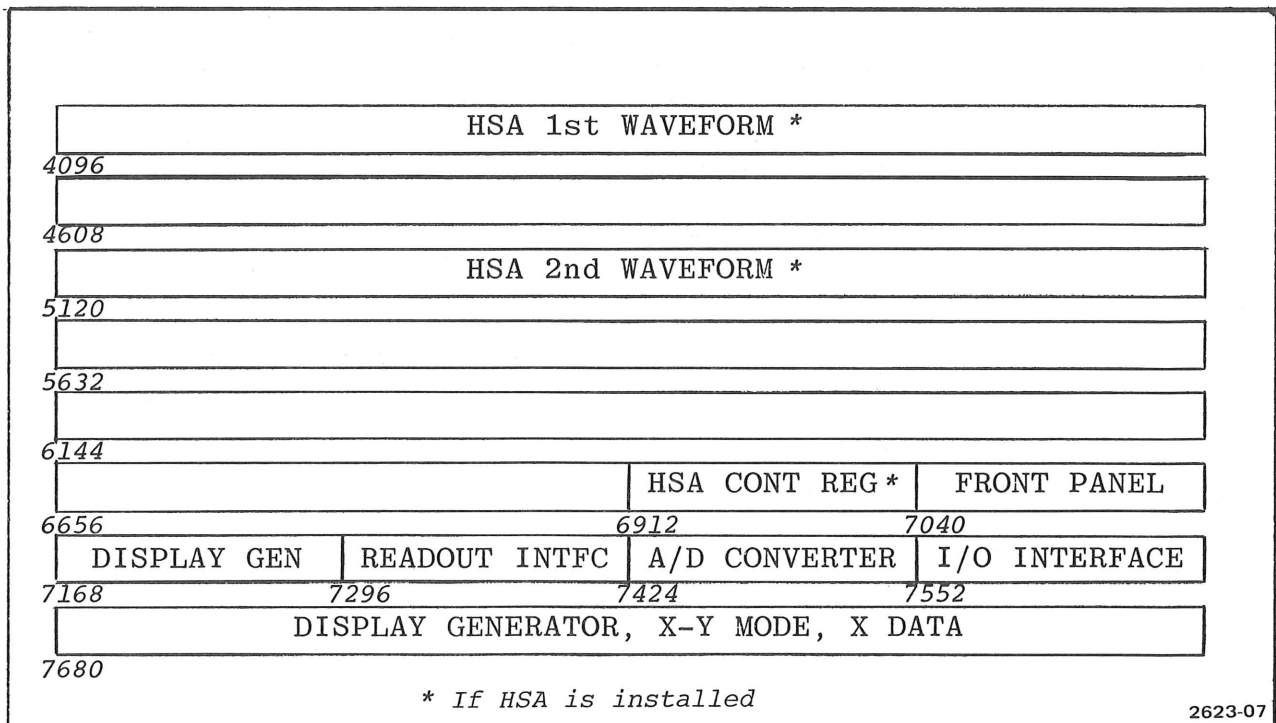 HSA 1st WAVEFORM *
4096
4608
HSA 2nd WAVEFORM *
5120
5632
6144
HSA CONT REG * FRONT PANEL
6656 6912 7040
DISPLAY GEN READOUT INTFC A/D CONVERTER I/O INTERFACE
7168 7296 7424 7552
DISPLAY GENERATOR, X-Y MODE, X DATA
7680
* If HSA is installed
2623-07